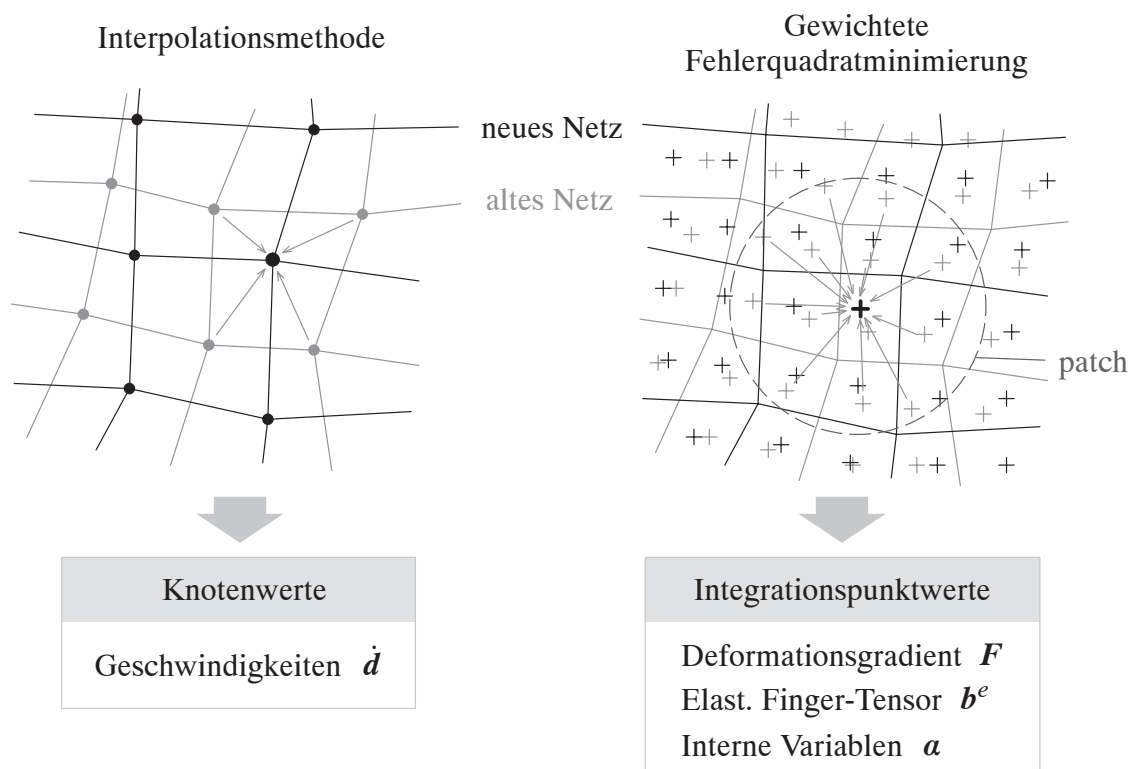 Interpolationsmethode
Gewichtete
Fehlerquadratminimierung
neues Netz
altes Netz
patch
Knotenwerte
Geschwindigkeiten ḋ
Integrationspunktwerte
Deformationsgradient F
Elast. Finger-Tensor bᵉ
Interne Variablen a